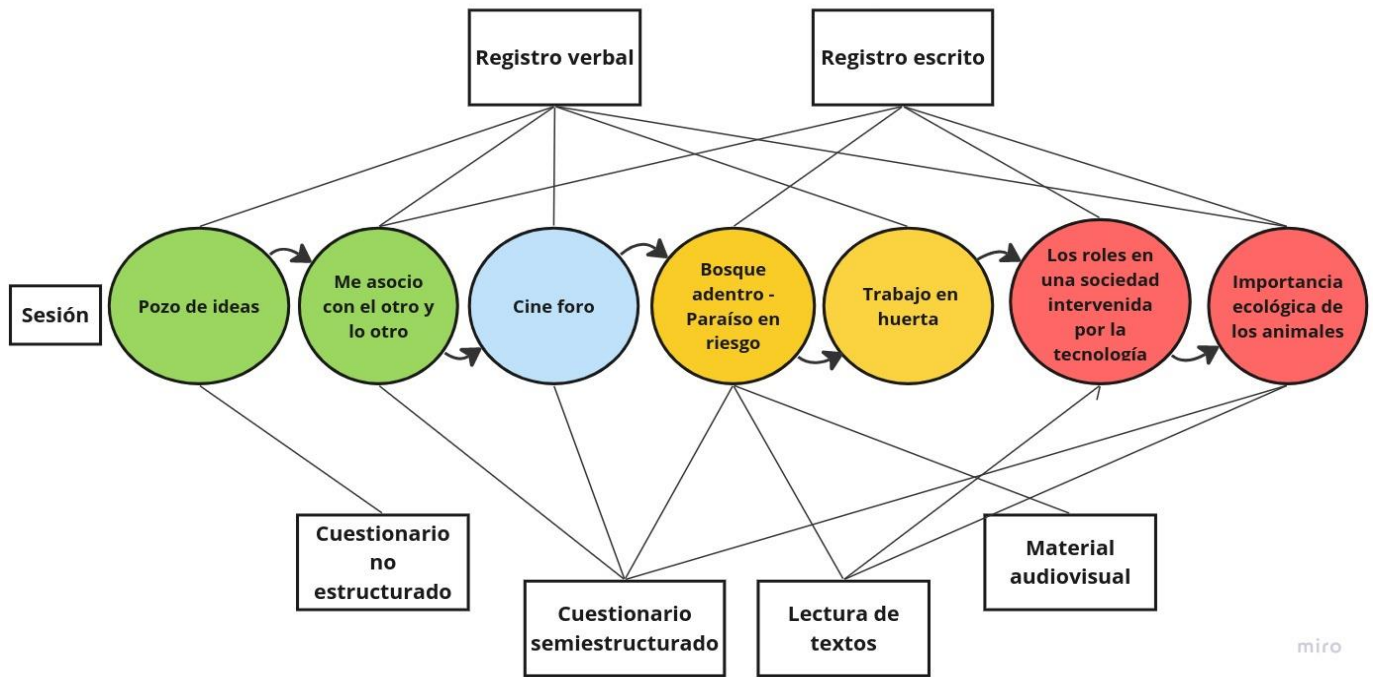 Registro verbal
Registro escrito
Sesión
Pozo de ideas
Me asocio
con el otro y
lo otro
Cine foro
Bosque
adentro -
Paraíso en
riesgo
Trabajo en
huerta
Los roles en
una sociedad
intervenida
por la
tecnología
Importancia
ecológica de
los animales
Cuestionario
no
estructurado
Cuestionario
semiestructurado
Lectura de
textos
Material
audiovisual
miro